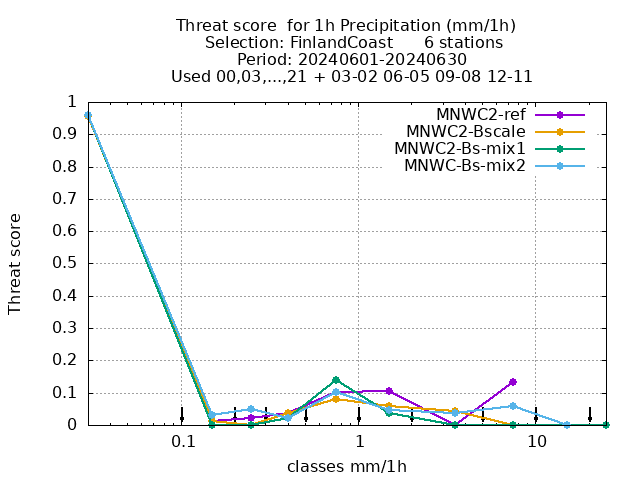 Threat score  for 1h Precipitation (mm/1h)
Selection: FinlandCoast      6 stations
Period: 20240601-20240630
Used 00,03,...,21 + 03-02 06-05 09-08 12-11
MNWC2-ref
MNWC2-Bscale
MNWC2-Bs-mix1
MNWC-Bs-mix2
1
0.9
0.8
0.7
0.6
0.5
0.4
0.3
0.2
0.1
0
Threat score
0.1 1 10
classes mm/1h